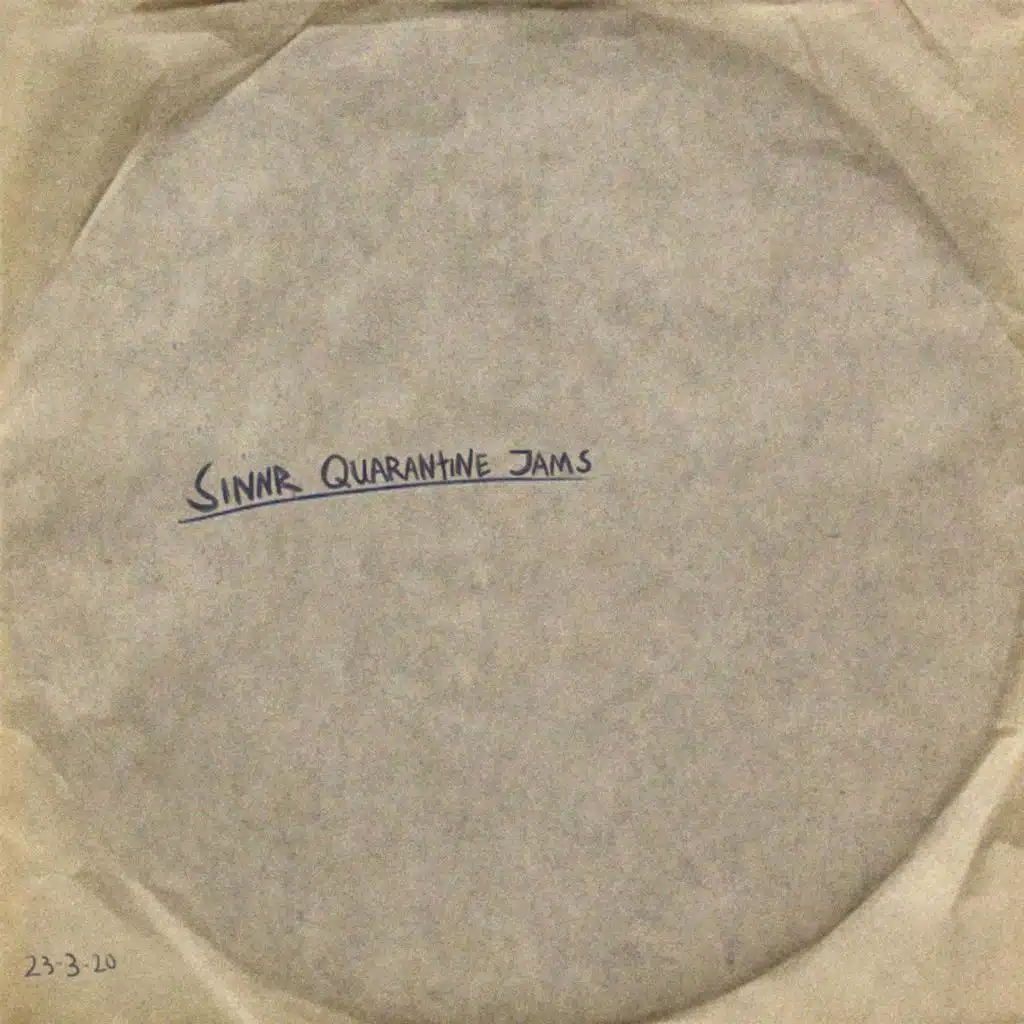 SINNR QUARANTINE JAMS
23-3-20